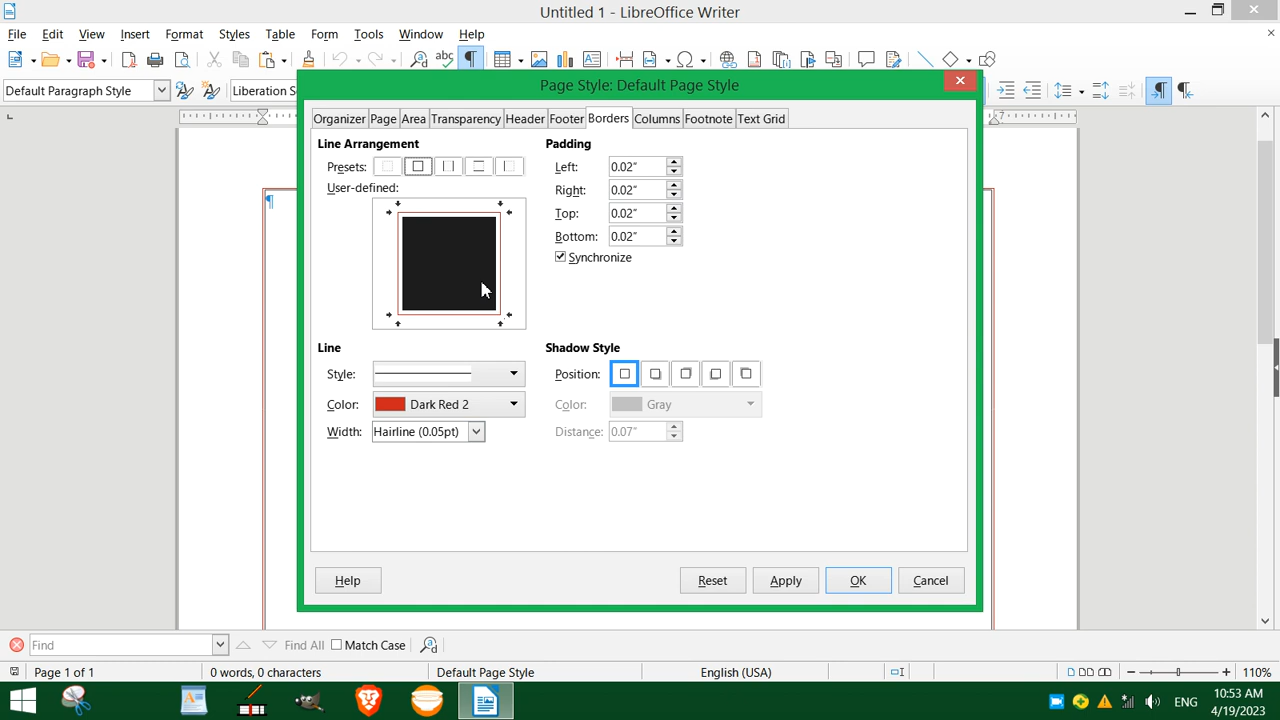 Untitled 1 - LibreOffice Writer
File Edit View Insert Format Styles Table Form Tools Window Help
Default Paragraph Style
Liberation S
Page Style: Default Page Style
Organizer Page Area Transparency Header Footer Borders Columns Footnote Text Grid
Line Arrangement
Presets:
User-defined:
Padding
Left: 0.02"
Right: 0.02"
Top: 0.02"
Bottom: 0.02"
Synchronize
Line
Style:
Color: Dark Red 2
Width: Hairline (0.05pt)
Shadow Style
Position:
Color: Gray
Distance: 0.07"
Help Reset Apply OK Cancel
7
¶
Find Find All Match Case
Page 1 of 1 0 words, 0 characters Default Page Style English (USA) 110%
ENG
10:53 AM
4/19/2023